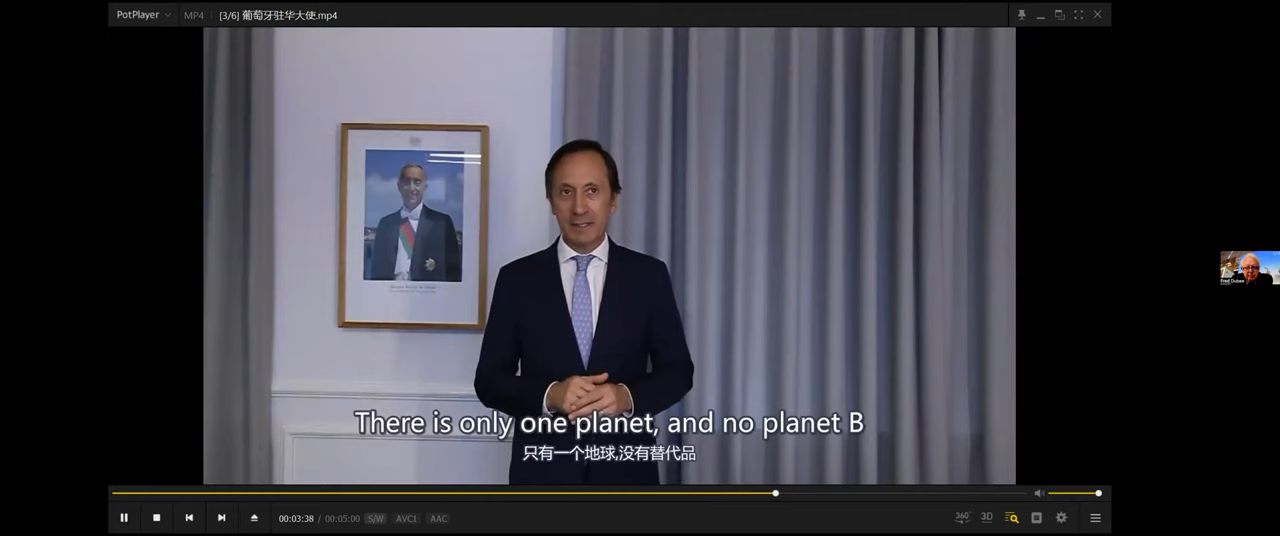 PotPlayer MP4 [3/6] 葡萄牙驻华大使.mp4
Fred Dubee
There is only one planet, and no planet B
只有一个地球,没有替代品
00:03:38 / 00:05:00 S/W AVC1 AAC
360° 3D